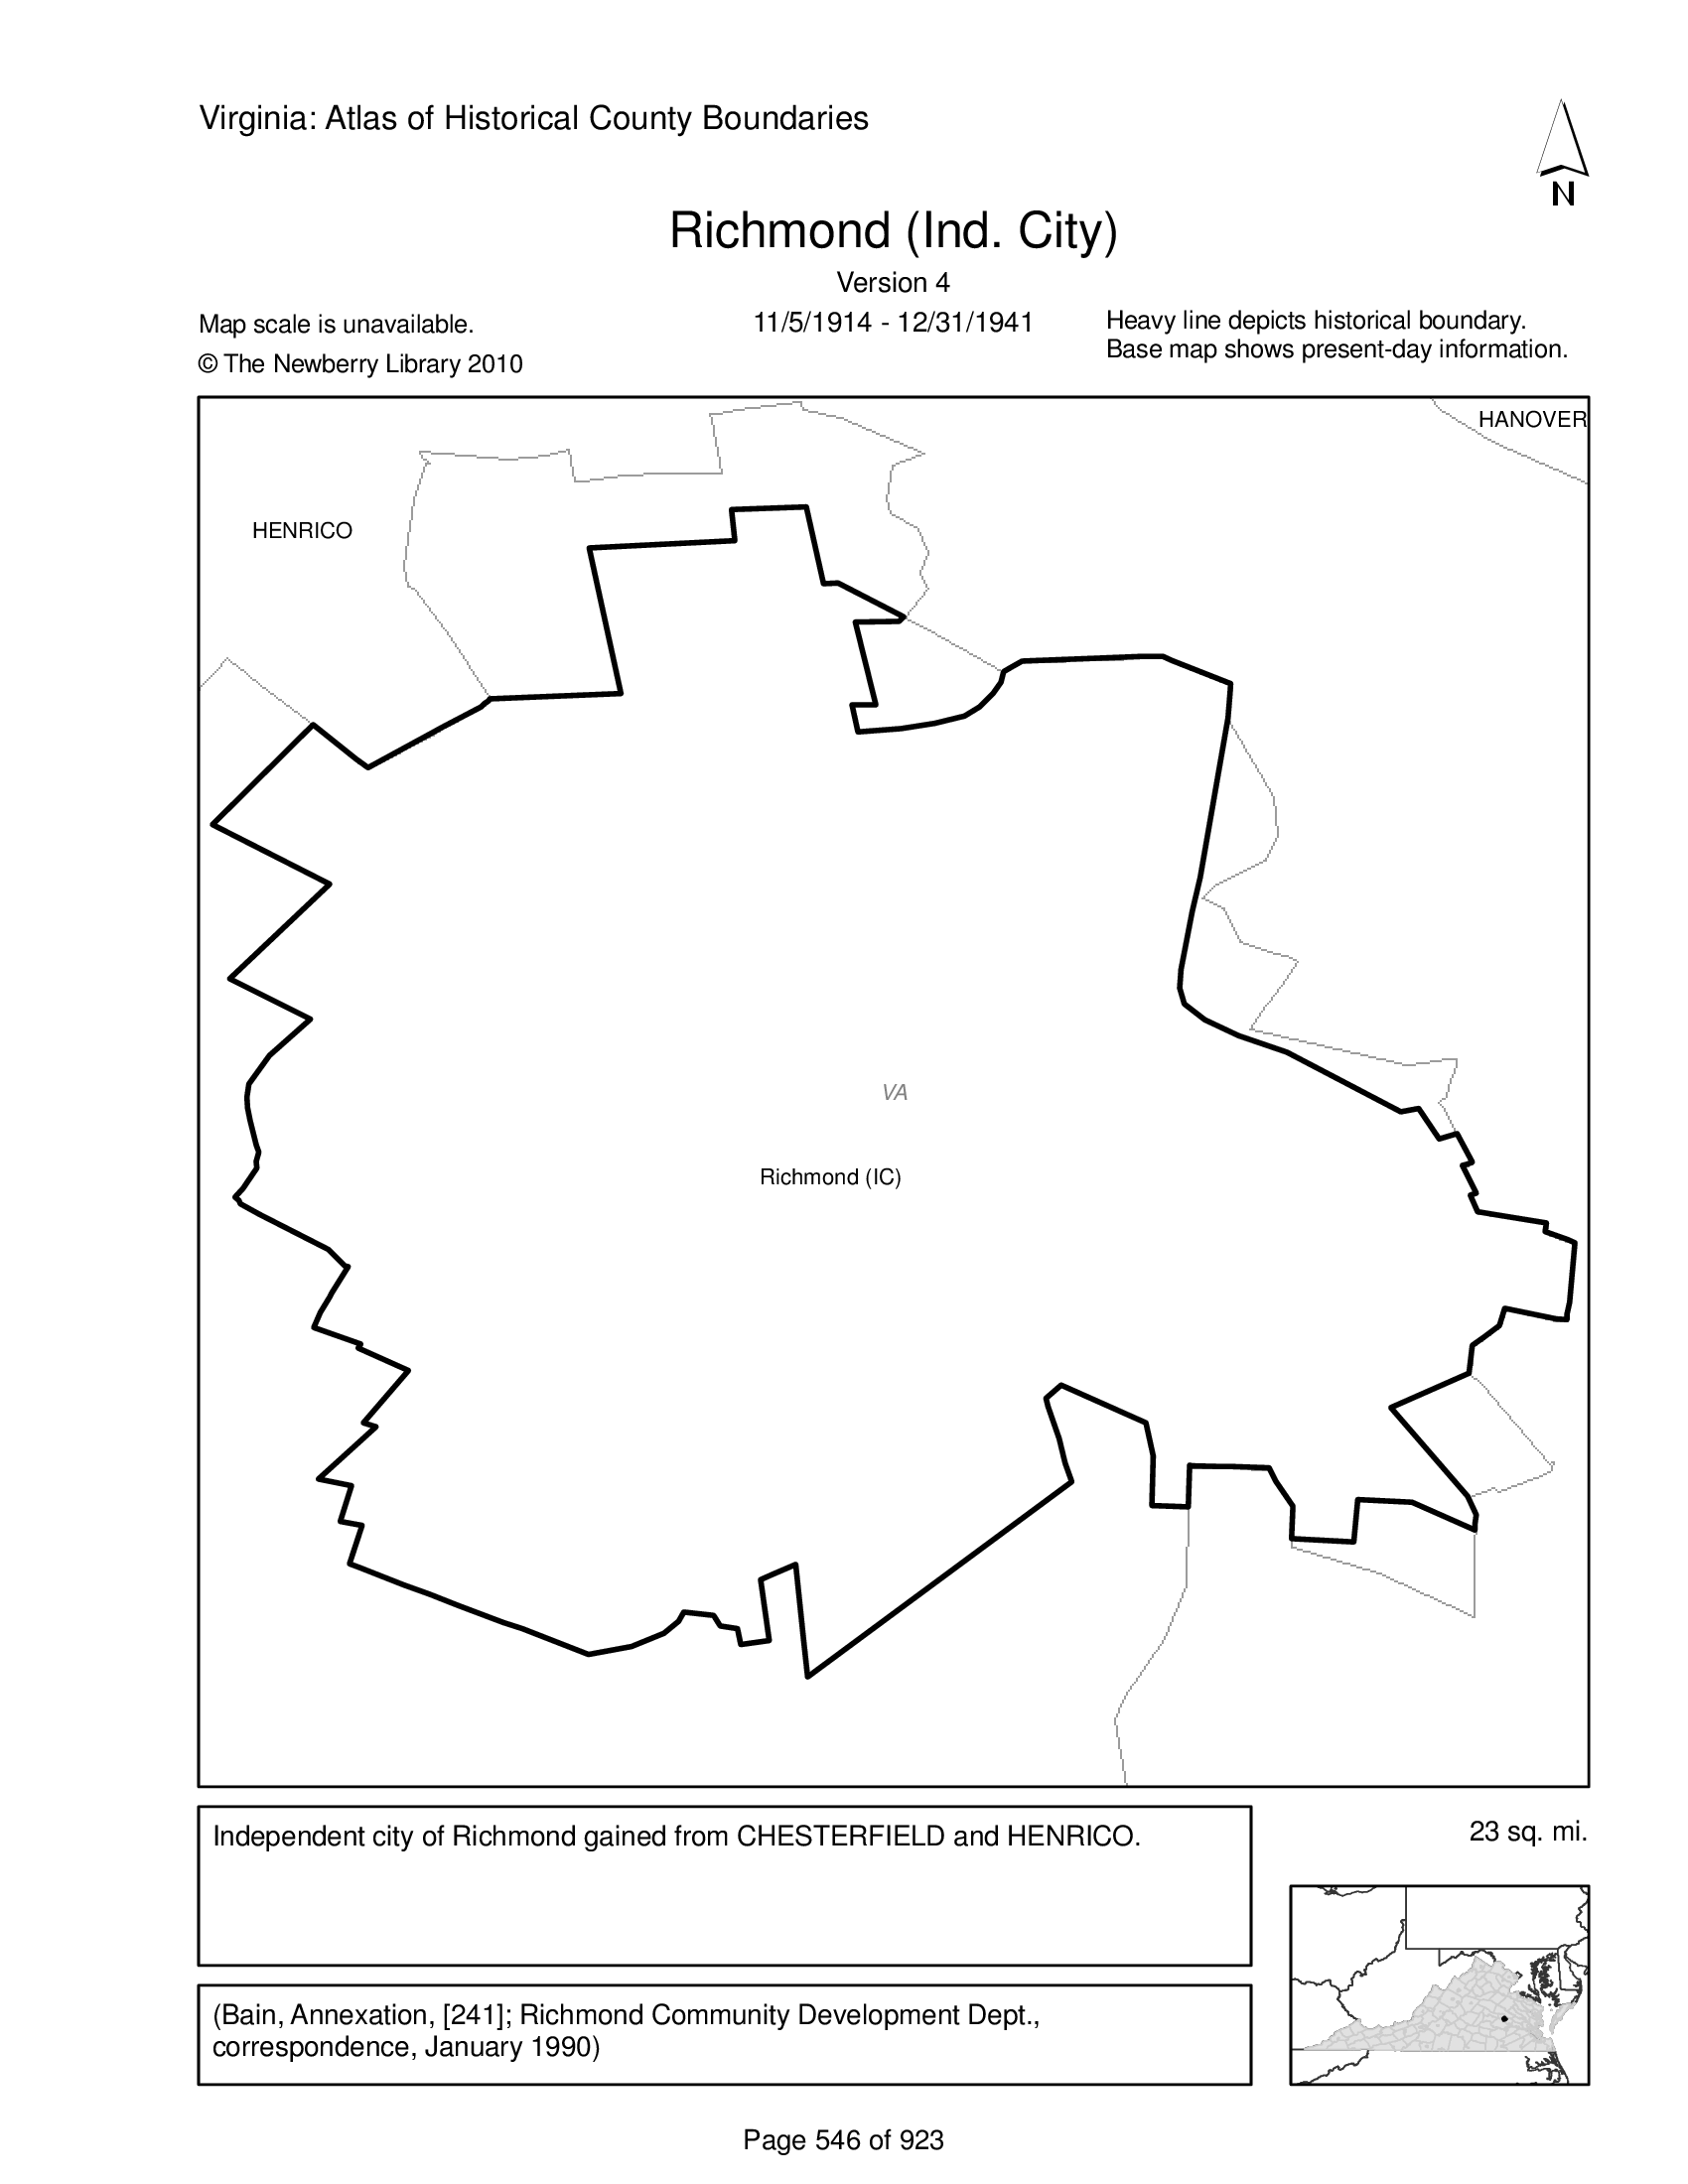 Virginia: Atlas of Historical County Boundaries
N
Richmond (Ind. City)
Version 4
Map scale is unavailable.
11/5/1914 - 12/31/1941
Heavy line depicts historical boundary.
Base map shows present-day information.
© The Newberry Library 2010
HANOVER
HENRICO
VA
Richmond (IC)
Independent city of Richmond gained from CHESTERFIELD and HENRICO.
23 sq. mi.
(Bain, Annexation, [241]; Richmond Community Development Dept.,
correspondence, January 1990)
Page 546 of 923